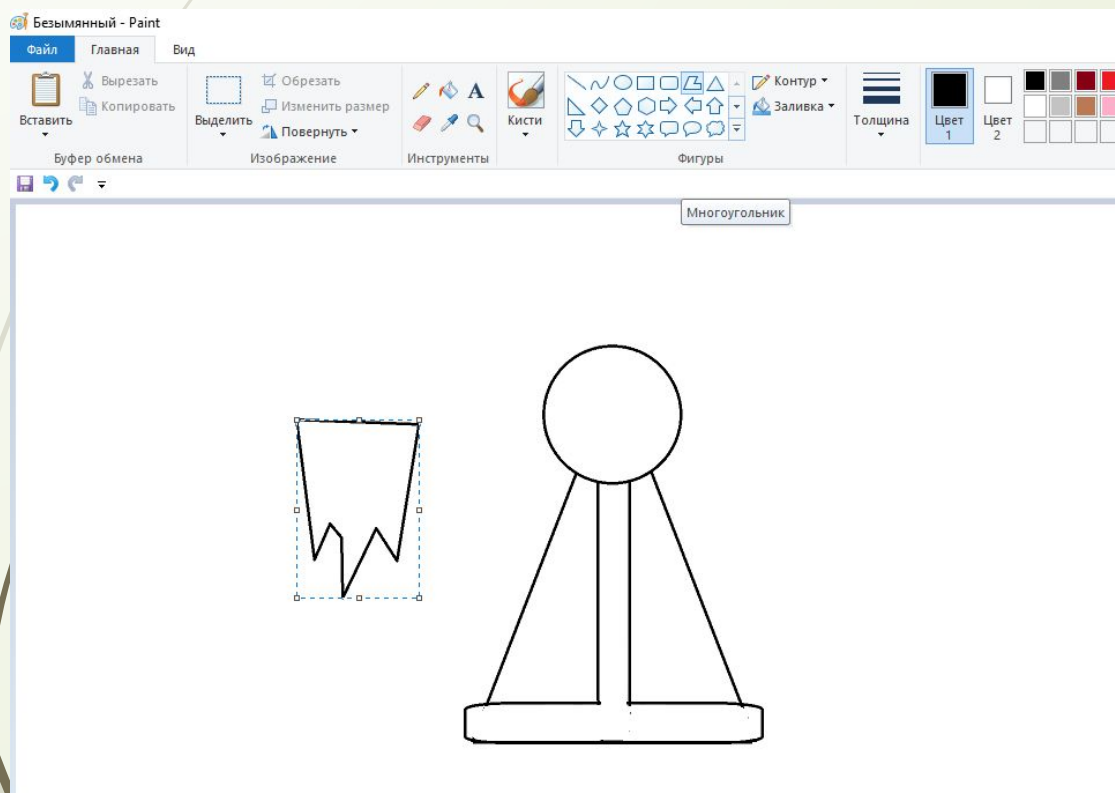 Безымянный - Paint
Файл Главная Вид
Вставить
Вырезать
Копировать
Буфер обмена
Выделить
Обрезать
Изменить размер
Повернуть
Изображение
A
Инструменты
Кисти
Контур
Заливка
Фигуры
Толщина
Цвет 1
Цвет 2
Многоугольник